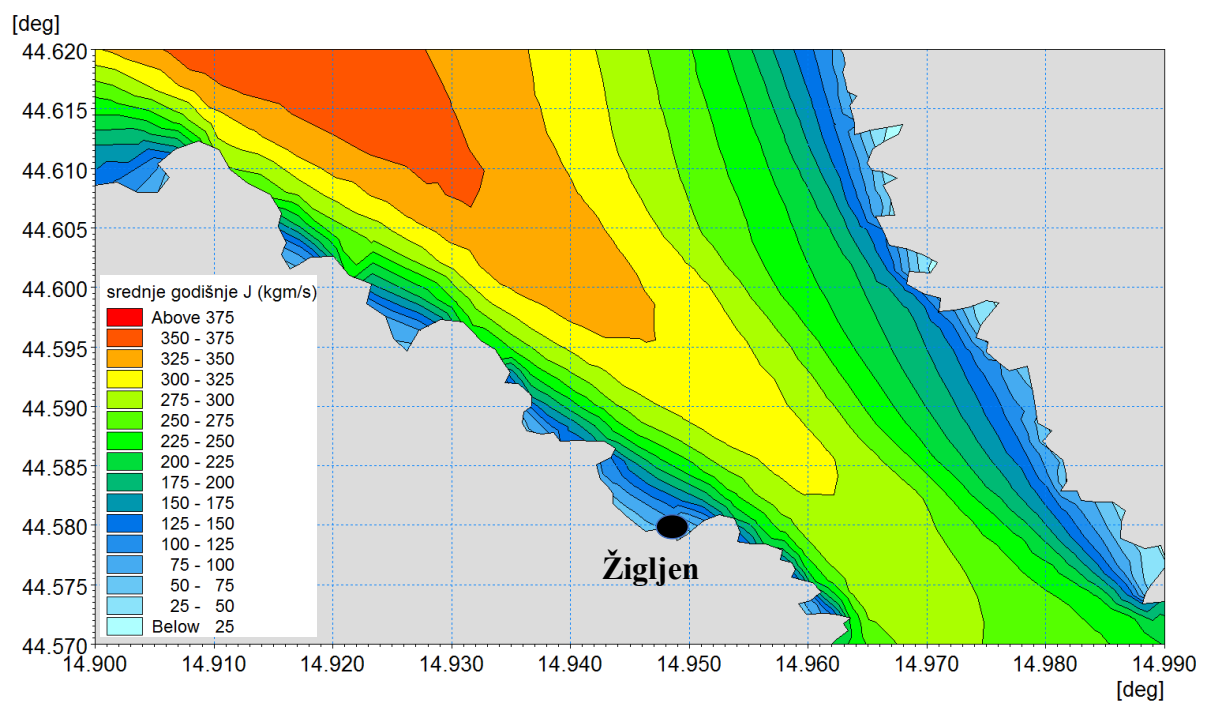 [deg]
44.620
44.615
44.610
44.605
44.600
44.595
44.590
44.585
44.580
44.575
44.570
srednje godišnje J (kgm/s)
Above 375
350 - 375
325 - 350
300 - 325
275 - 300
250 - 275
225 - 250
200 - 225
175 - 200
150 - 175
125 - 150
100 - 125
75 - 100
50 - 75
25 - 50
Below 25
Žigljen
14.900 14.910 14.920 14.930 14.940 14.950 14.960 14.970 14.980 14.990
[deg]